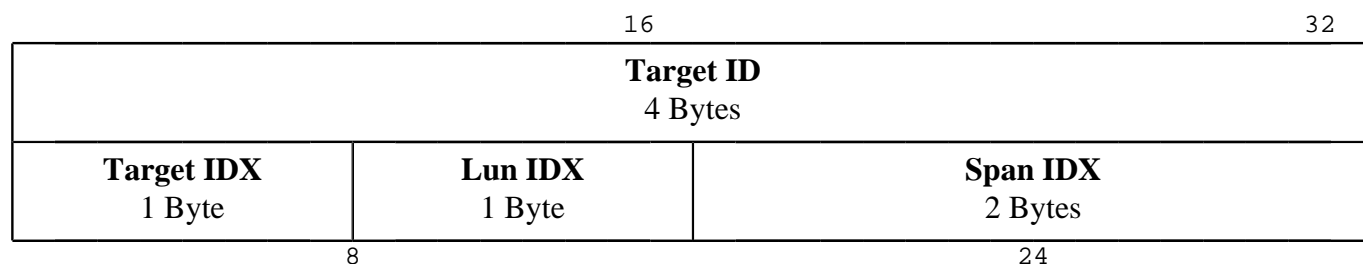 16 32
Target ID
4 Bytes
Target IDX Lun IDX Span IDX
1 Byte 1 Byte 2 Bytes
8 24